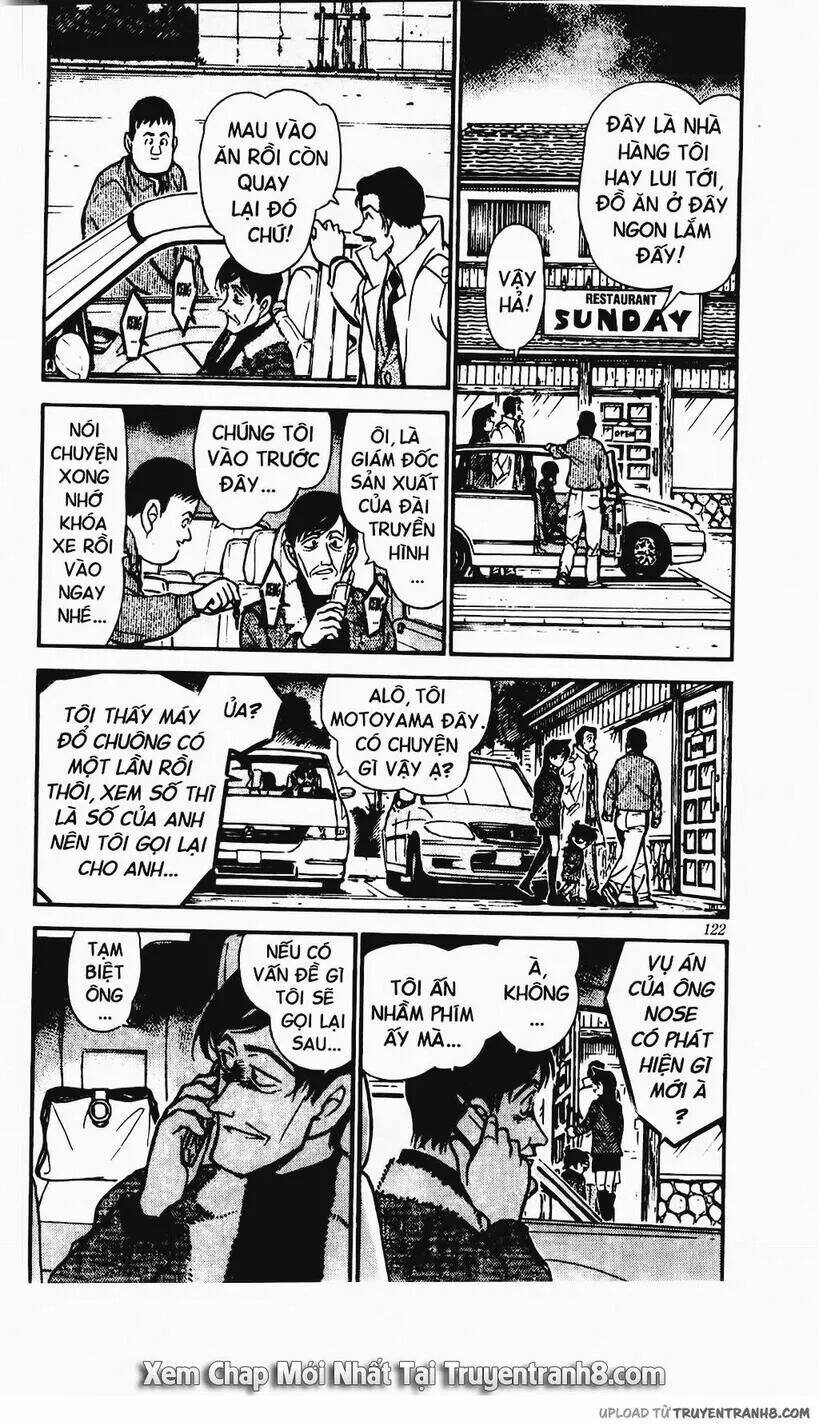 ĐÂY LÀ NHÀ
HÀNG TÔI
HAY LUI TỚI,
ĐỒ ĂN Ở ĐÂY
NGON LẮM
ĐẤY!
VẬY
HẢ!
RESTAURANT
SUNDAY
OPEN
MAU VÀO
ĂN RỒI CÒN
QUAY
LẠI ĐÓ
CHỨ!
ÔI, LÀ
GIÁM ĐỐC
SẢN XUẤT
CỦA ĐÀI
TRUYỀN
HÌNH
...
CHÚNG TÔI
VÀO TRƯỚC
ĐÂY...
NÓI
CHUYỆN
XONG
NHỚ
KHÓA
XE RỒI
VÀO
NGAY
NHÉ...
ALÔ, TÔI
MOTOYAMA ĐÂY.
CÓ CHUYỆN
GÌ VẬY Ạ?
ỦA?
TÔI THẤY MÁY
ĐỔ CHUÔNG CÓ
MỘT LẦN RỒI
THÔI, XEM SỐ THÌ
LÀ SỐ CỦA ANH
NÊN TÔI GỌI LẠI
CHO ANH...
122
VỤ ÁN
CỦA ÔNG
NOSE
CÓ PHÁT
HIỆN GÌ
MỚI À
?
À,
KHÔNG
...
TÔI ẤN
NHẦM PHÍM
ẤY MÀ...
NẾU CÓ
VẤN ĐỀ GÌ
TÔI SẼ
GỌI LẠI
SAU...
TẠM
BIỆT
ÔNG
...
Xem Chap Mới Nhất Tại Truyentranh8.com
UPLOAD TỪ TRUYENTRANH8.COM